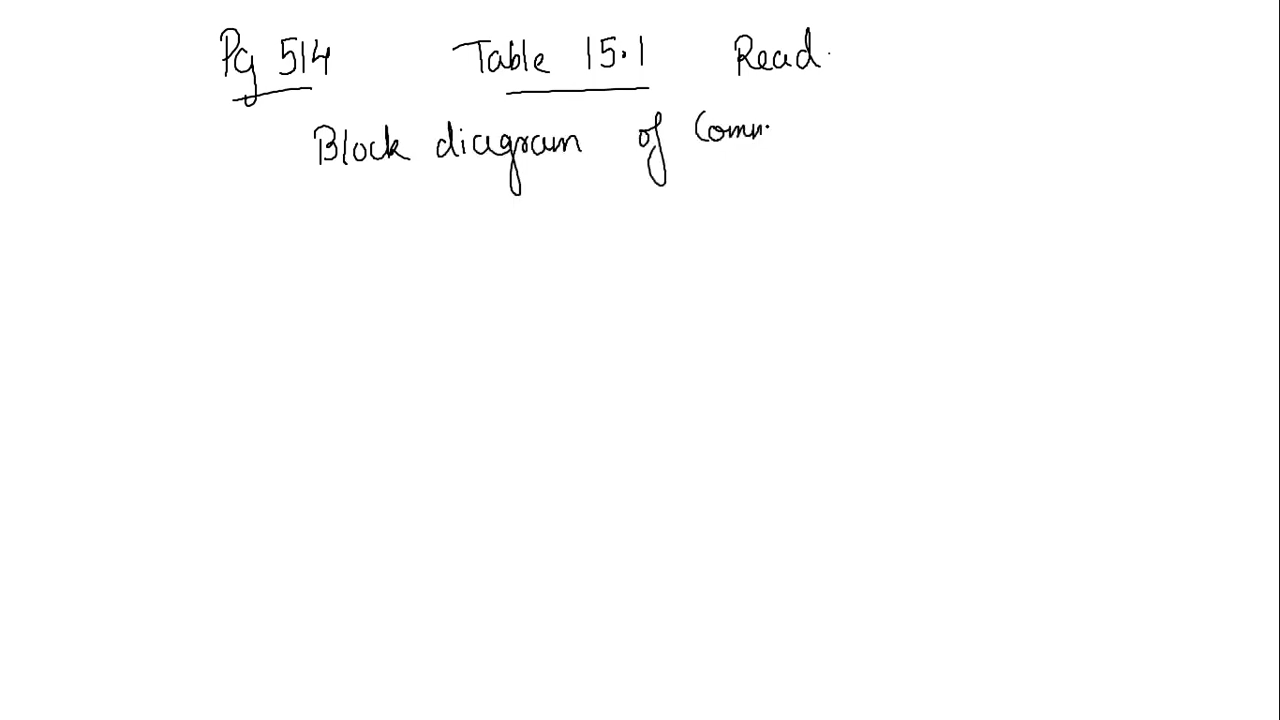 Pg 514 Table 15.1 Read.
Block diagram of Comm.